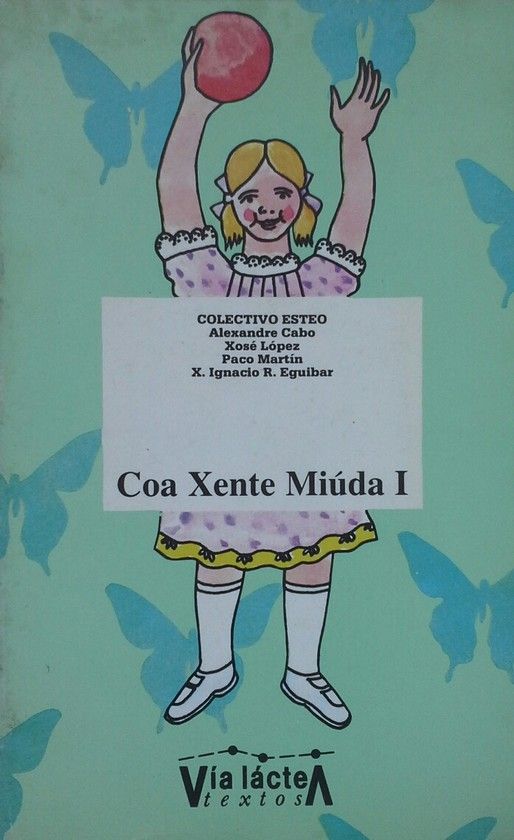 COLECTIVO ESTEO
Alexandre Cabo
Xosé López
Paco Martín
X. Ignacio R. Eguibar
Coa Xente Miúda I
Vía lácteA
textos